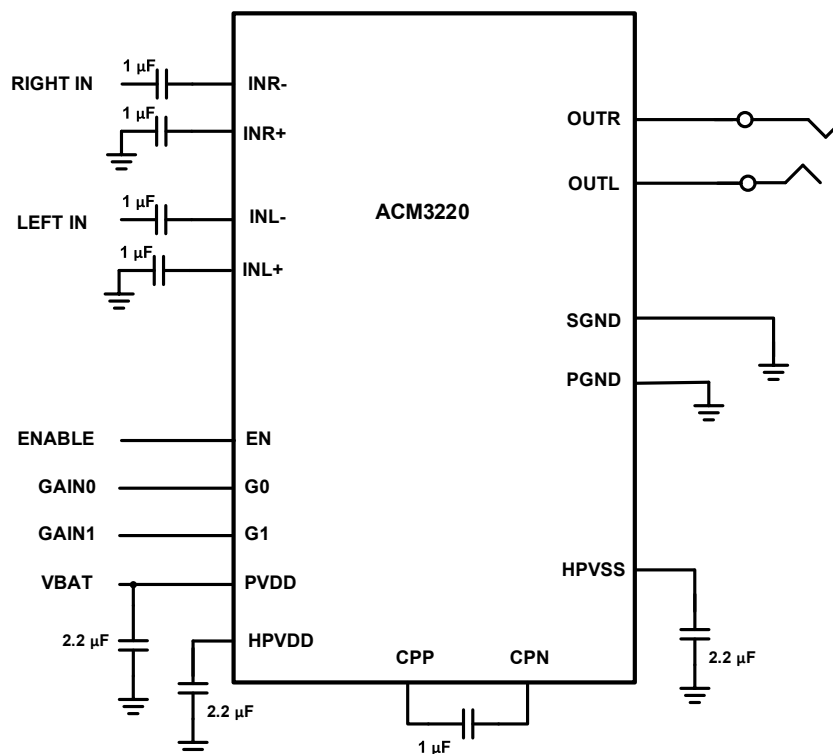 1 µF
RIGHT IN
INR-
1 µF
INR+
OUTR
1 µF
LEFT IN
INL-
OUTL
ACM3220
1 µF
INL+
SGND
PGND
ENABLE
EN
GAIN0
G0
GAIN1
G1
VBAT
PVDD
HPVSS
2.2 µF
HPVDD
CPP
CPN
2.2 µF
2.2 µF
1 µF